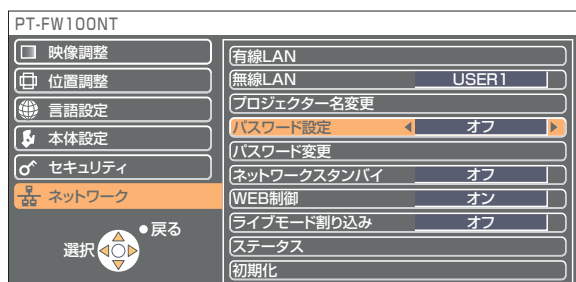 PT-FW100NT
映像調整
位置調整
言語設定
本体設定
セキュリティ
ネットワーク
戻る
選択
有線LAN
無線LAN USER1
プロジェクター名変更
パスワード設定 オフ
パスワード変更
ネットワークスタンバイ オフ
WEB制御 オン
ライブモード割り込み オフ
ステータス
初期化